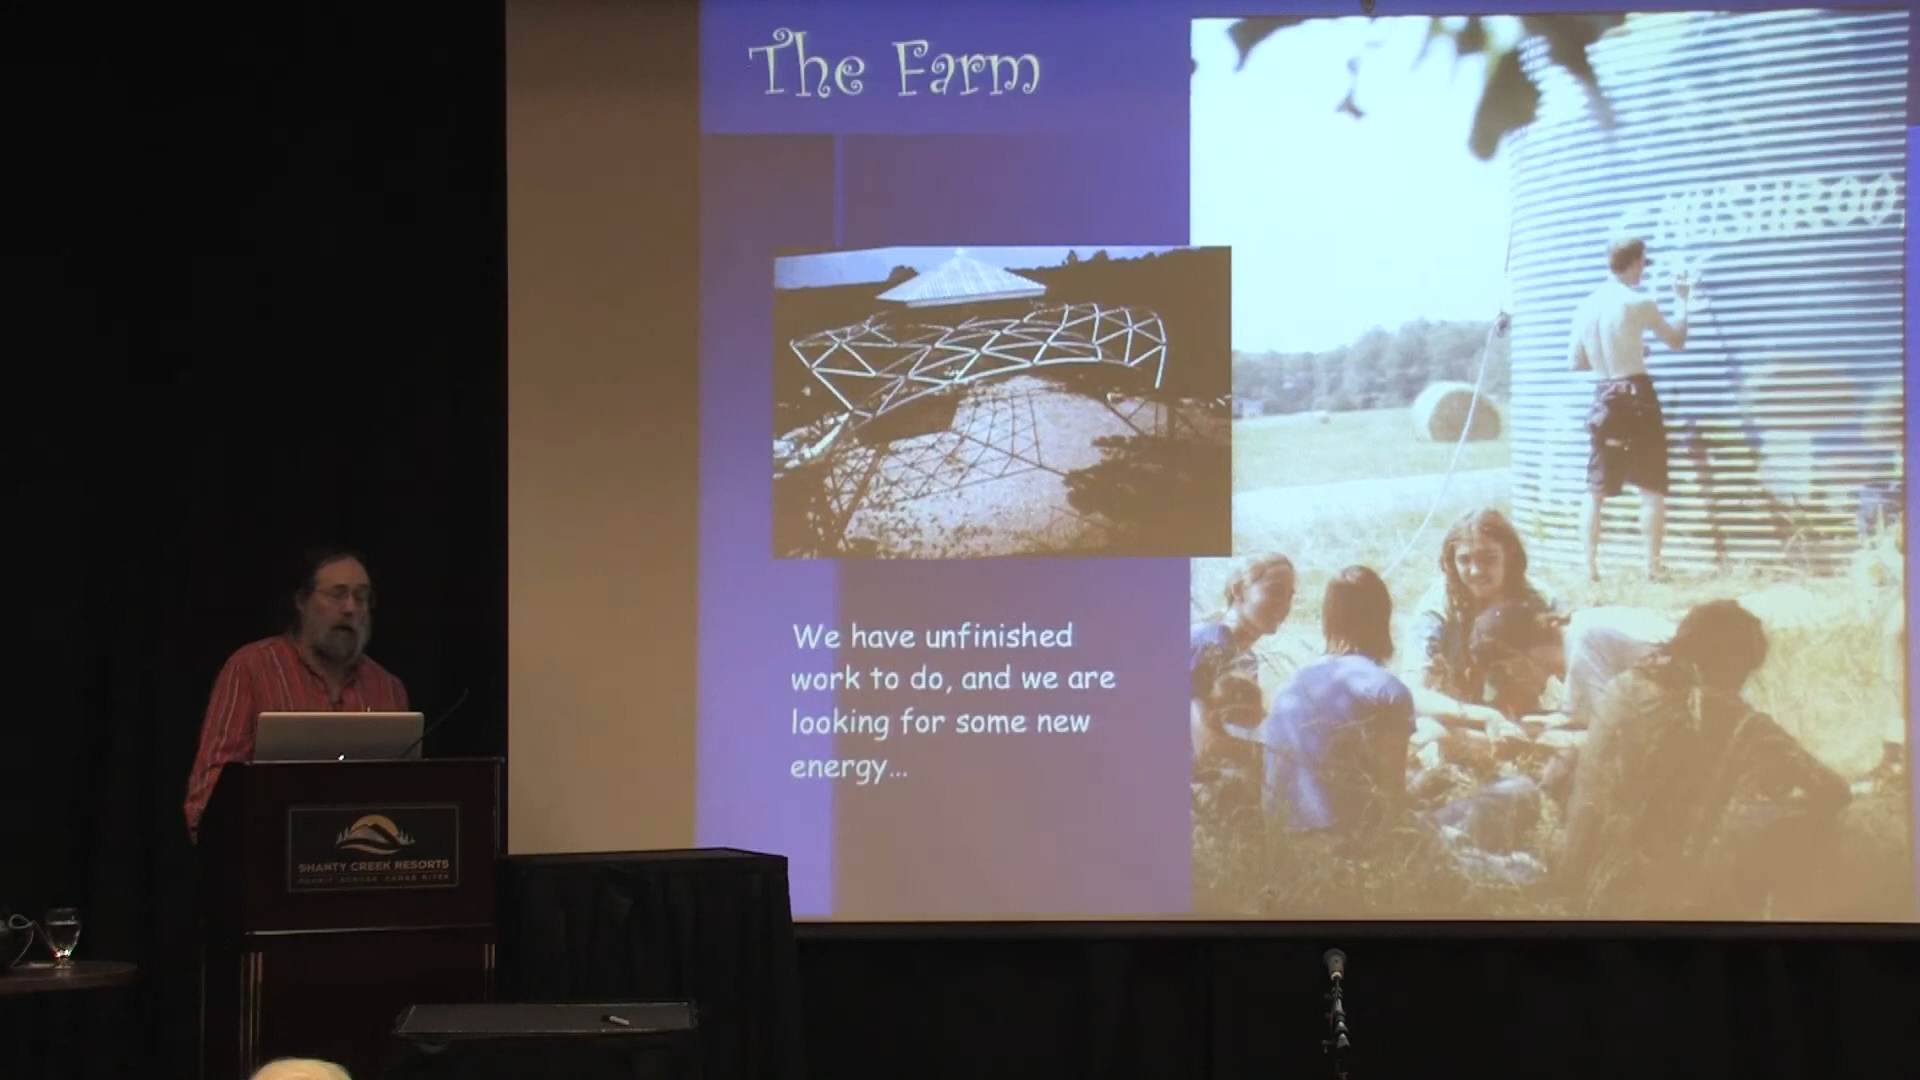 The Farm
MUSHROO
We have unfinished
work to do, and we are
looking for some new
energy...
SHANTY CREEK RESORTS